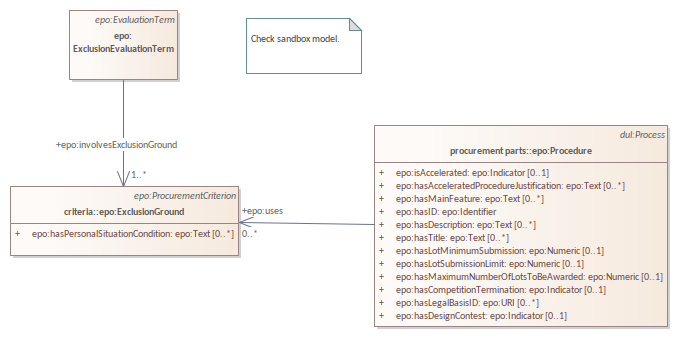 epo:EvaluationTerm
epo:
ExclusionEvaluationTerm
Check sandbox model.
+epo:involvesExclusionGround
1..*
epo:ProcurementCriterion
criteria::epo:ExclusionGround
+ epo:hasPersonalSituationCondition: epo:Text [0..*]
+epo:uses
0..*
dul:Process
procurement parts::epo:Procedure
+ epo:isAccelerated: epo:Indicator [0..1]
+ epo:hasAcceleratedProcedureJustification: epo:Text [0..*]
+ epo:hasMainFeature: epo:Text [0..*]
+ epo:hasID: epo:Identifier
+ epo:hasDescription: epo:Text [0..*]
+ epo:hasTitle: epo:Text [0..*]
+ epo:hasLotMinimumSubmission: epo:Numeric [0..1]
+ epo:hasLotSubmissionLimit: epo:Numeric [0..1]
+ epo:hasMaximumNumberOfLotsToBeAwarded: epo:Numeric [0..1]
+ epo:hasCompetitionTermination: epo:Indicator [0..1]
+ epo:hasLegalBasisID: epo:URI [0..*]
+ epo:hasDesignContest: epo:Indicator [0..1]